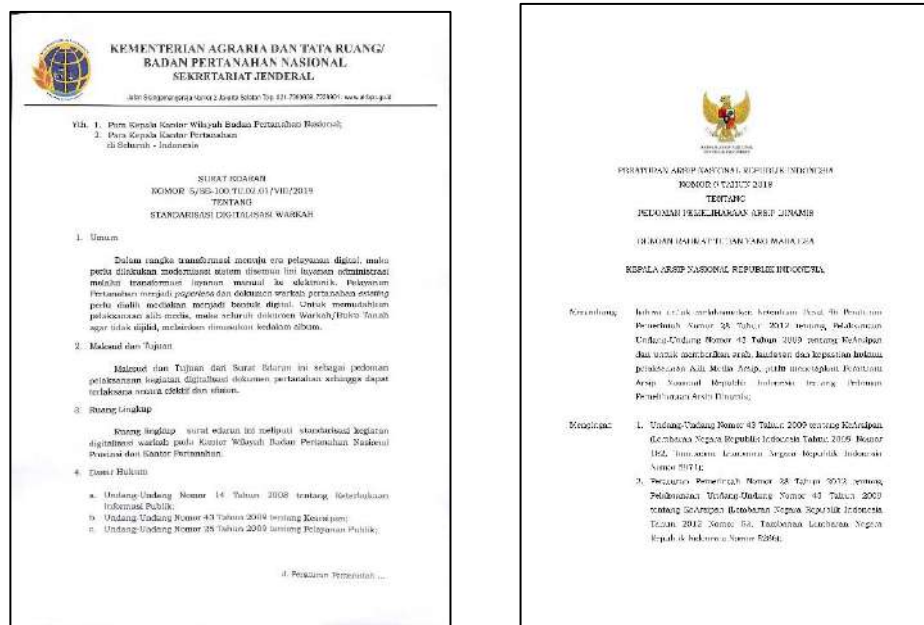 KEMENTERIAN AGRARIA DAN TATA RUANG/
BADAN PERTANAHAN NASIONAL
SEKRETARIAT JENDERAL
Jalan Sisingamangaraja Nomor 2 Jakarta Selatan
Yth. 1. Para Kepala Kantor Wilayah Badan Pertanahan Nasional;
2. Para Kepala Kantor Pertanahan
di Seluruh - Indonesia
SURAT EDARAN
TENTANG
STANDARISASI DIGITALISASI WARKAH
1. Umum
Dalam rangka transformasi menuju era pelayanan digital, maka
perlu dilakukan modernisasi sistem disemua lini layanan administrasi
melalui transformasi layanan manual ke elektronik. Pelayanan
Pertanahan menjadi paperless dan dokumen warkah pertanahan existing
perlu dialih mediakan menjadi bentuk digital. Untuk memudahkan
pelaksanaan alih media, maka seluruh dokumen Warkah/Buku Tanah
agar tidak dijilid, melainkan dimasukan kedalam album.
2. Maksud dan Tujuan
Maksud dan Tujuan dari Surat Edaran ini sebagai pedoman
pelaksanaan kegiatan digitalisasi dokumen pertanahan sehingga dapat
terlaksana secara efektif dan efisien.
3. Ruang Lingkup
Ruang lingkup surat edaran ini meliputi standarisasi kegiatan
digitalisasi warkah pada Kantor Wilayah Badan Pertanahan Nasional
Provinsi dan Kantor Pertanahan.
4. Dasar Hukum
a. Undang-Undang Nomor 14 Tahun 2008 tentang Keterbukaan
Informasi Publik;
b. Undang-Undang Nomor 43 Tahun 2009 tentang Kearsipan;
c. Undang-Undang Nomor 25 Tahun 2009 tentang Pelayanan Publik;
d. Peraturan Pemerintah ...
PERATURAN ARSIP NASIONAL REPUBLIK INDONESIA
TENTANG
PEDOMAN PEMELIHARAAN ARSIP DINAMIS
DENGAN RAHMAT TUHAN YANG MAHA ESA
KEPALA ARSIP NASIONAL REPUBLIK INDONESIA,
Menimbang : bahwa untuk melaksanakan ketentuan Pasal Peraturan
Pemerintah Nomor 28 Tahun 2012 tentang Pelaksanaan
Undang-Undang Nomor 43 Tahun 2009 tentang Kearsipan
dan untuk memberikan arah, landasan dan kepastian hukum
pelaksanaan Alih Media Arsip, perlu menetapkan Peraturan
Arsip Nasional Republik Indonesia tentang Pedoman
Pemeliharaan Arsip Dinamis;
Mengingat : 1. Undang-Undang Nomor 43 Tahun 2009 tentang Kearsipan
(Lembaran Negara Republik Indonesia Tahun 2009 Nomor
152, Tambahan Lembaran Negara Republik Indonesia
Nomor 5071);
2. Peraturan Pemerintah Nomor 28 Tahun 2012 tentang
Pelaksanaan Undang-Undang Nomor 43 Tahun 2009
tentang Kearsipan (Lembaran Negara Republik Indonesia
Tahun 2012 Nomor 53, Tambahan Lembaran Negara
Republik Indonesia Nomor 5286);